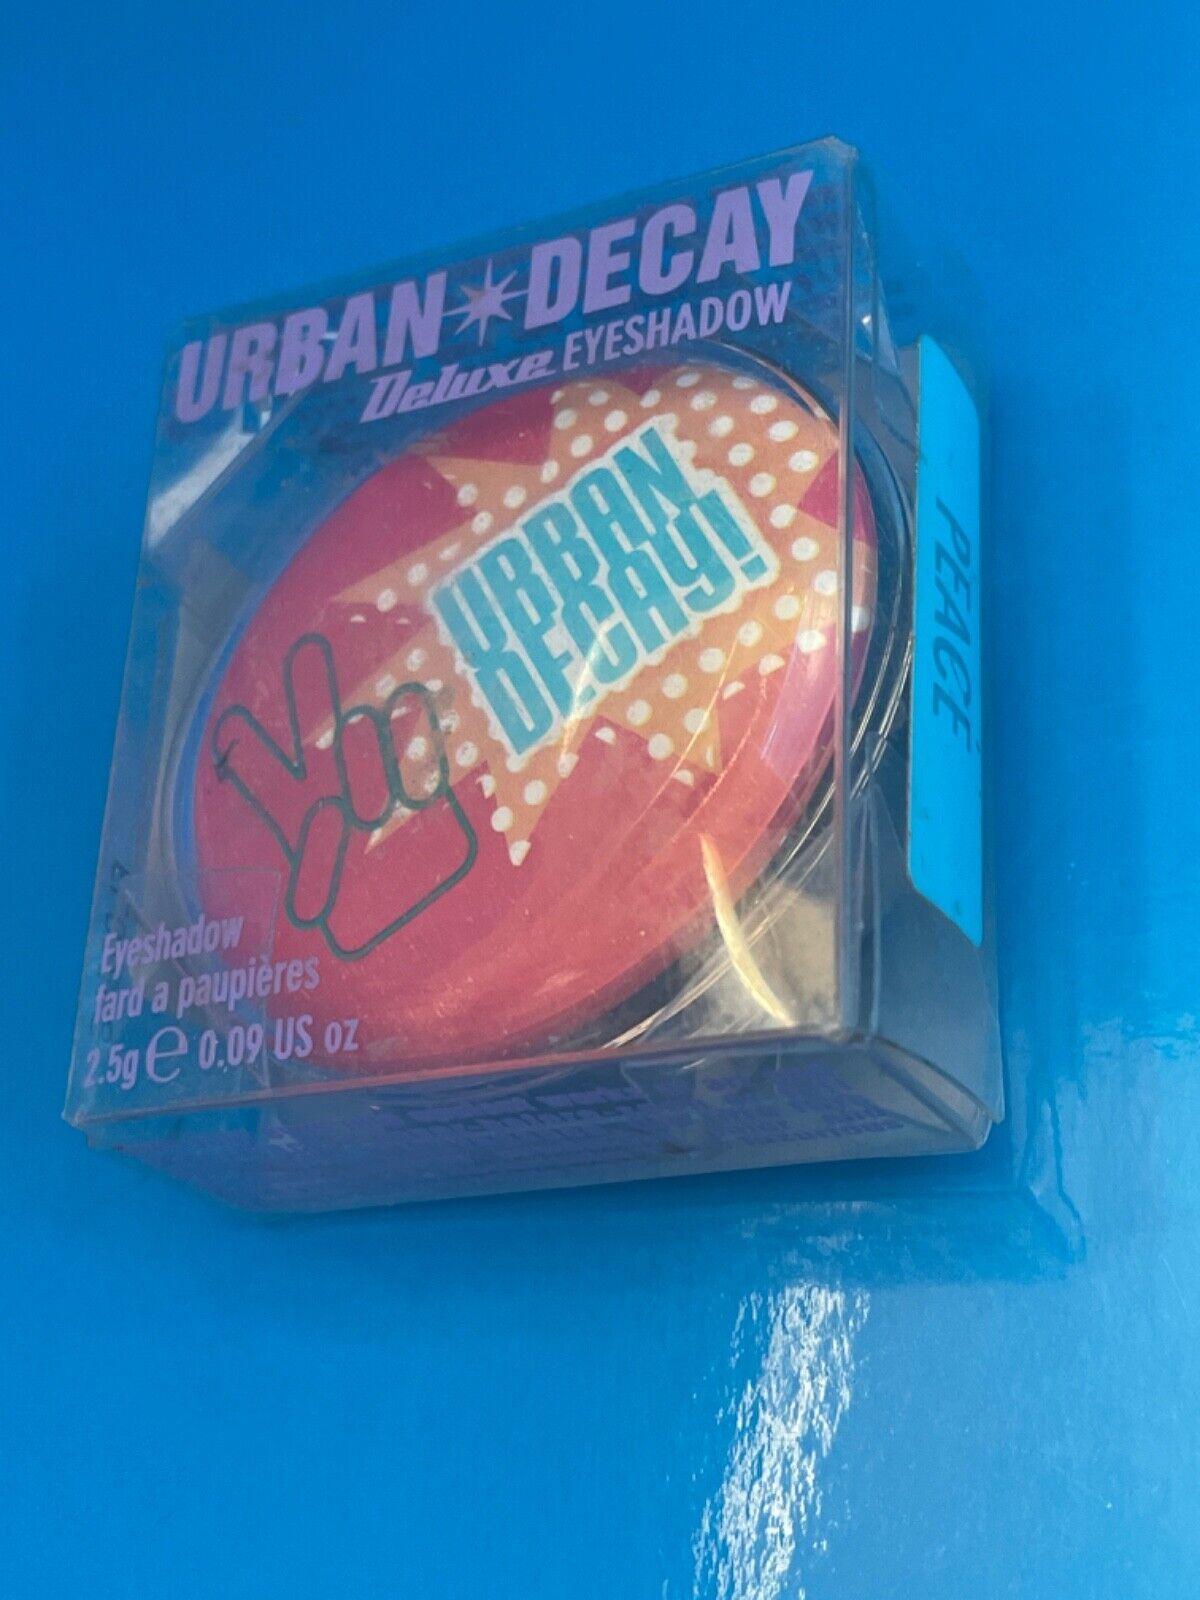 URBAN DECAY
Deluxe EYESHADOW
URBAN
DECAY!
PEACE
Eyeshadow
fard a paupières
2.5g e 0.09 US oz